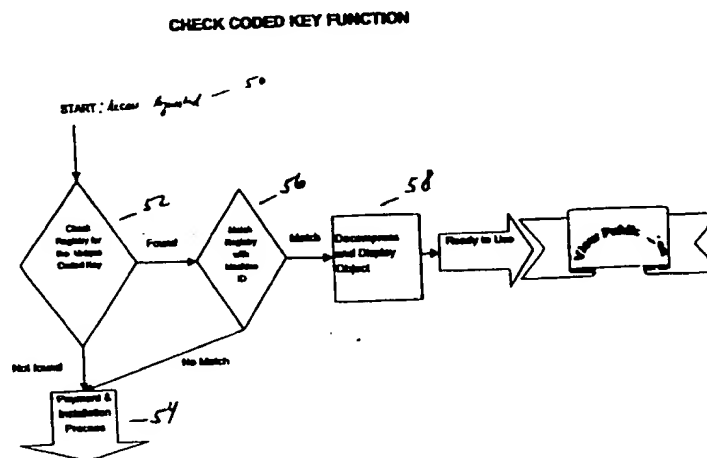 CHECK CODED KEY FUNCTION
START: Access Requested — 50
Check
Registry for
the Unique
Coded Key
52
Found
Match
Registry
with
Machine
ID
56
Match
Decompress
and Display
Object
58
Ready to Use
View Public
Not found
No Match
Payment &
Installation
Process
54